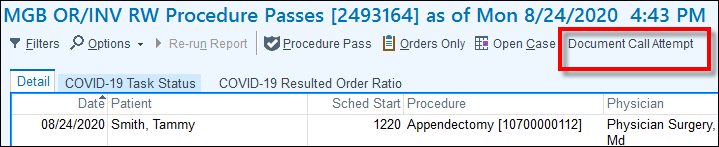 MGB OR/INV RW Procedure Passes [2493164] as of Mon 8/24/2020 4:43 PM
Filters Options Re-run Report Procedure Pass Orders Only Open Case Document Call Attempt
Detail COVID-19 Task Status COVID-19 Resulted Order Ratio
Date Patient Sched Start Procedure Physician
08/24/2020 Smith, Tammy 1220 Appendectomy [10700000112] Physician Surgery,
Md